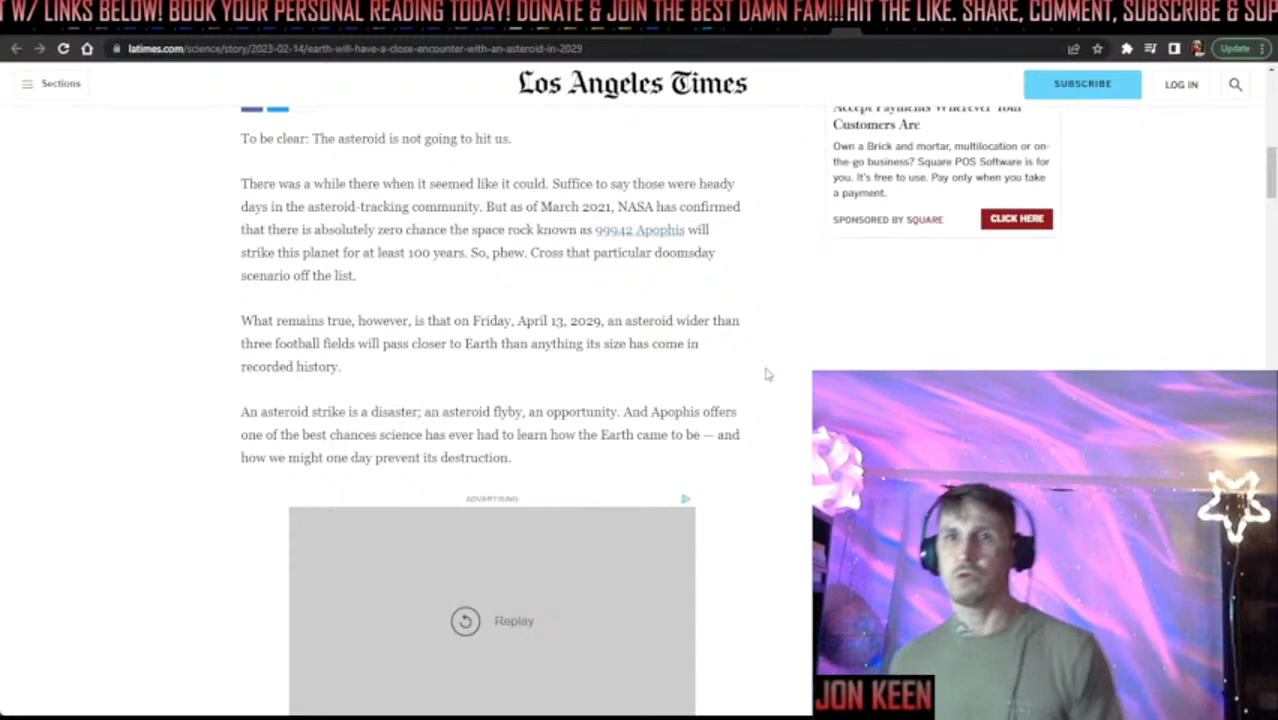 T W/ LINKS BELOW! BOOK YOUR PERSONAL READING TODAY! DONATE & JOIN THE BEST DAMN FAM!!!HIT THE LIKE. SHARE, COMMENT, SUBSCRIBE & SUP
latimes.com/science/story/2023-02-14/earth-will-have-a-close-encounter-with-an-asteroid-in-2029
Update
Sections
Los Angeles Times
SUBSCRIBE
LOG IN
To be clear: The asteroid is not going to hit us.
There was a while there when it seemed like it could. Suffice to say those were heady
days in the asteroid-tracking community. But as of March 2021, NASA has confirmed
that there is absolutely zero chance the space rock known as 99942 Apophis will
strike this planet for at least 100 years. So, phew. Cross that particular doomsday
scenario off the list.
What remains true, however, is that on Friday, April 13, 2029, an asteroid wider than
three football fields will pass closer to Earth than anything its size has come in
recorded history.
An asteroid strike is a disaster; an asteroid flyby, an opportunity. And Apophis offers
one of the best chances science has ever had to learn how the Earth came to be — and
how we might one day prevent its destruction.
ADVERTISING
Replay
Accept Payments Wherever Your
Customers Are
Own a Brick and mortar, multilocation or on-
the-go business? Square POS Software is for
you. It's free to use. Pay only when you take
a payment.
SPONSORED BY SQUARE
CLICK HERE
JON KEEN